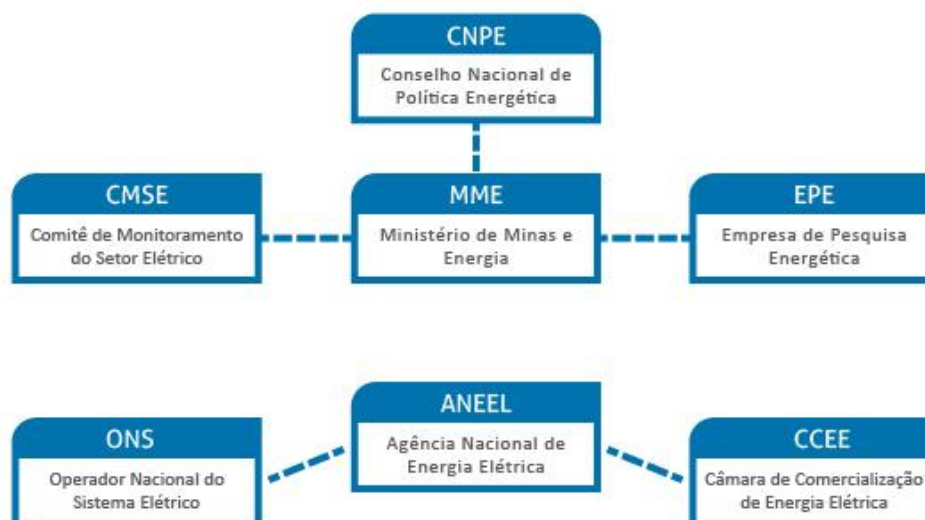 CNPE
Conselho Nacional de
Política Energética
CMSE
Comitê de Monitoramento
do Setor Elétrico
MME
Ministério de Minas e
Energia
EPE
Empresa de Pesquisa
Energética
ONS
Operador Nacional do
Sistema Elétrico
ANEEL
Agência Nacional de
Energia Elétrica
CCEE
Câmara de Comercialização
de Energia Elétrica